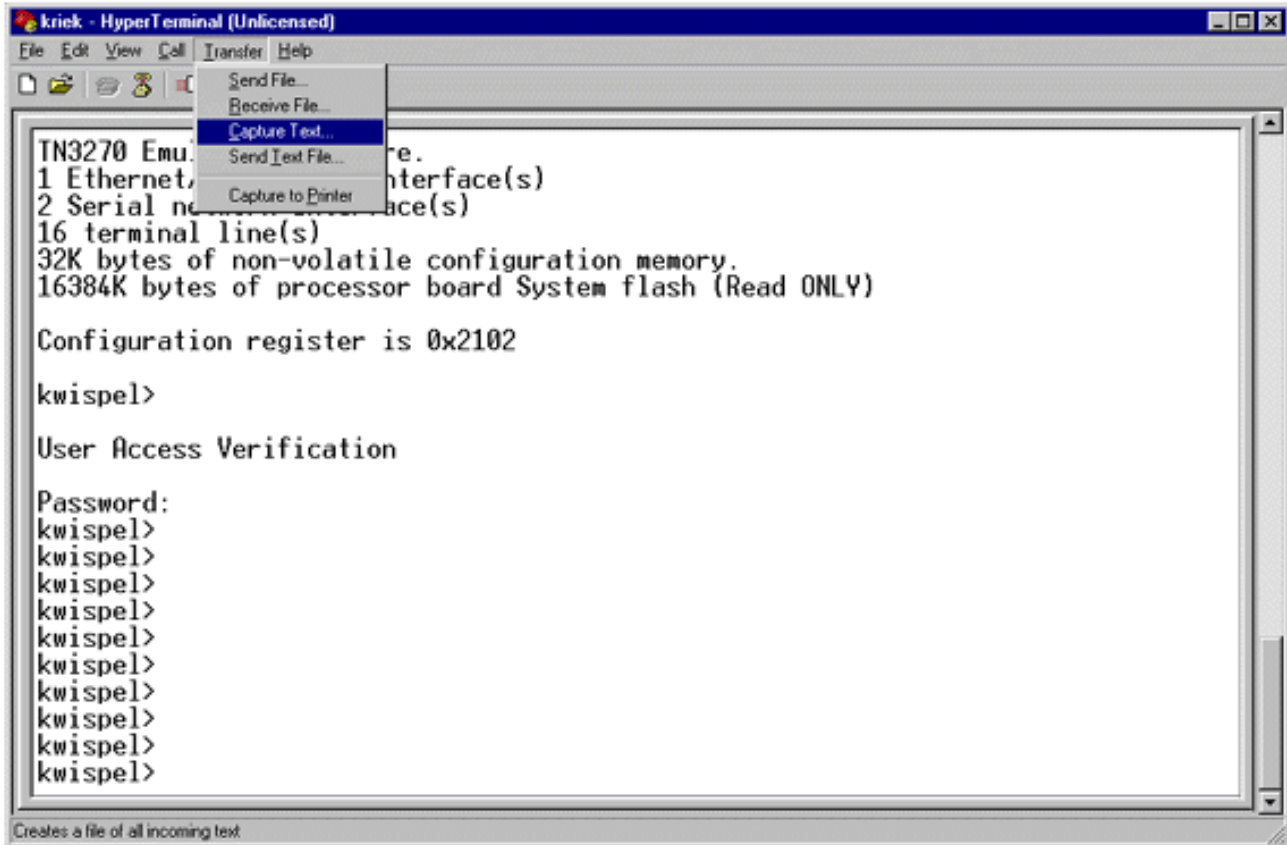 kriek - HyperTerminal (Unlicensed)
File Edit View Call Transfer Help
Send File...
Receive File...
Capture Text...
Send Text File...
Capture to Printer
TN3270 Emul re.
1 Ethernet/ nterface(s)
2 Serial ne ace(s)
16 terminal line(s)
32K bytes of non-volatile configuration memory.
16384K bytes of processor board System flash (Read ONLY)
Configuration register is 0x2102
kwispel>
User Access Verification
Password:
kwispel>
kwispel>
kwispel>
kwispel>
kwispel>
kwispel>
kwispel>
kwispel>
kwispel>
kwispel>
Creates a file of all incoming text